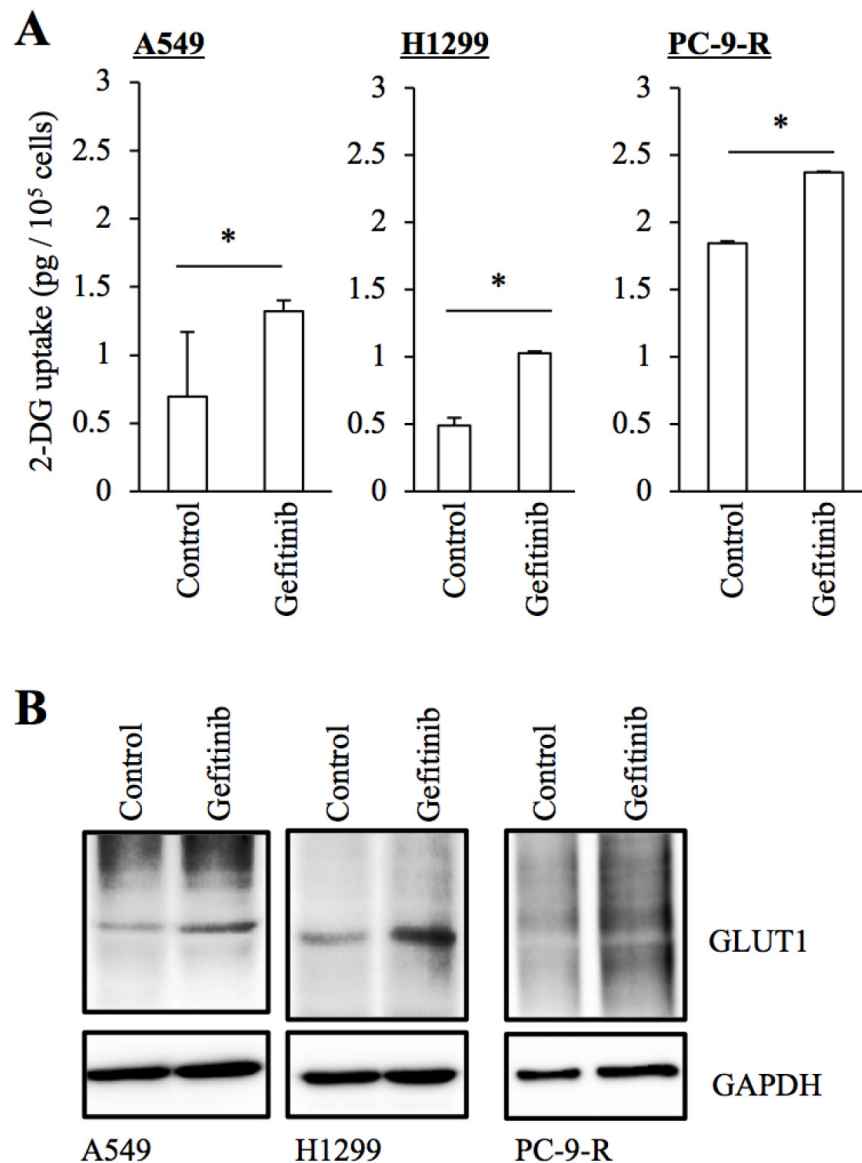 A
A549
H1299
PC-9-R
2-DG uptake (pg / 10⁵ cells)
3
2.5
2
1.5
1
0.5
0
*
Control
Gefitinib
3
2.5
2
1.5
1
0.5
0
*
Control
Gefitinib
3
2.5
2
1.5
1
0.5
0
*
Control
Gefitinib
B
Control
Gefitinib
Control
Gefitinib
Control
Gefitinib
GLUT1
GAPDH
A549
H1299
PC-9-R